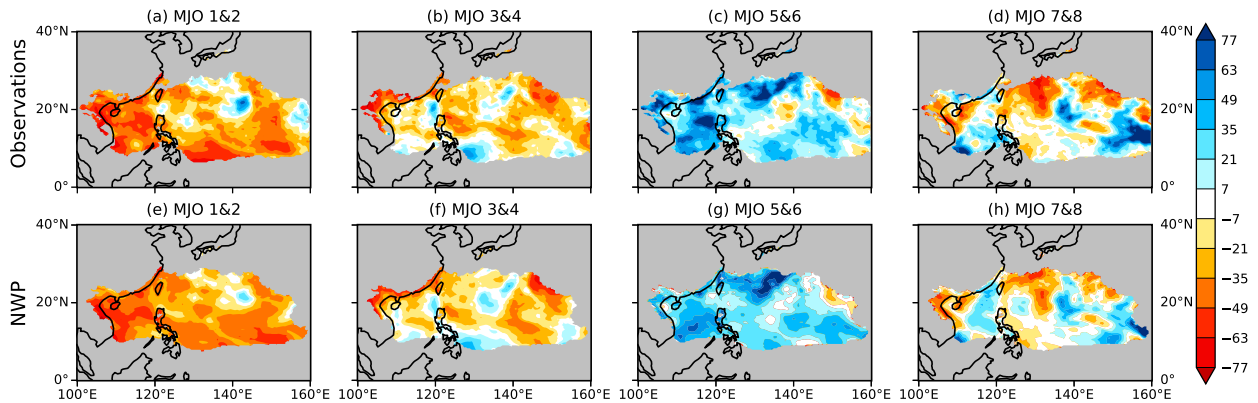 (a) MJO 1&2 (b) MJO 3&4 (c) MJO 5&6 (d) MJO 7&8
40°N 40°N
Observations
20°N 20°N
0° 0°
(e) MJO 1&2 (f) MJO 3&4 (g) MJO 5&6 (h) MJO 7&8
40°N 40°N
NWP
20°N 20°N
0° 0°
100°E 120°E 140°E 160°E 100°E 120°E 140°E 160°E 100°E 120°E 140°E 160°E 100°E 120°E 140°E 160°E
77
63
49
35
21
7
−7
−21
−35
−49
−63
−77